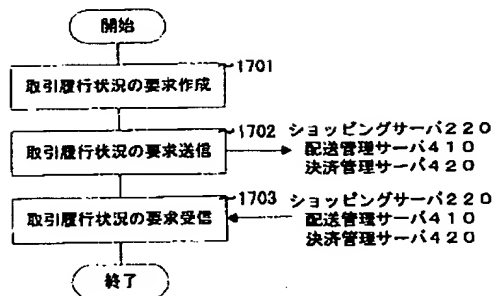 開始
1701
取引履行状況の要求作成
1702 ショッピングサーバ220
取引履行状況の要求送信 配送管理サーバ410
決済管理サーバ420
1703 ショッピングサーバ220
取引履行状況の要求受信 配送管理サーバ410
決済管理サーバ420
終了